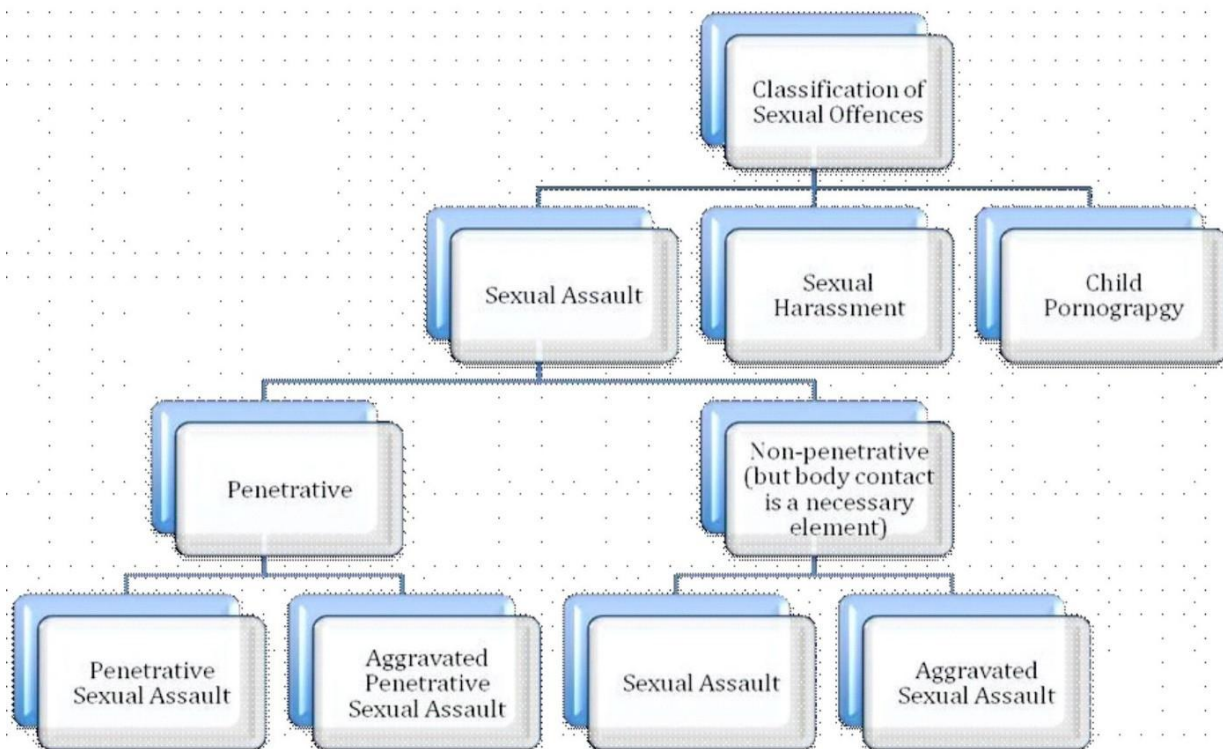 Classification of
Sexual Offences
Sexual Assault
Sexual
Harassment
Child
Pornograpgy
Penetrative
Non-penetrative
(but body contact
is a necessary
element)
Penetrative
Sexual Assault
Aggravated
Penetrative
Sexual Assault
Sexual Assault
Aggravated
Sexual Assault